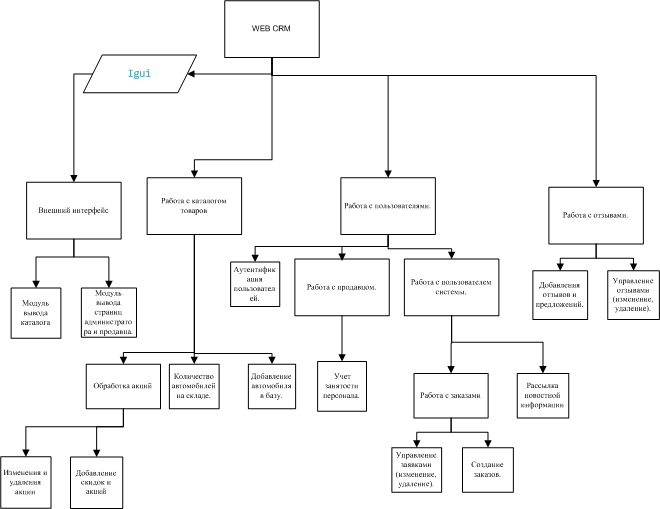 WEB CRM
Igui
Внешний интерфейс
Работа с каталогом
товаров
Работа с пользователями.
Работа с отзывами.
Модуль
вывода
каталога
Модуль
вывода
страниц
администрато
ра и продавца.
Аутентифик
ация
пользовател
ей.
Работа с продавцом.
Работа с пользователем
системы.
Добавления
отзывов и
предложений.
Управление
отзывами
(изменение,
удаление).
Обработка акций
Количество
автомобилей
на складе.
Добавление
автомобиля
в базу.
Учет
занятости
персонала.
Работа с заказами
Рассылка
новостной
информации
Изменения и
удаления
акции
Добавление
скидок и
акций
Управление
заявками
(изменение,
удаление).
Создание
заказов.